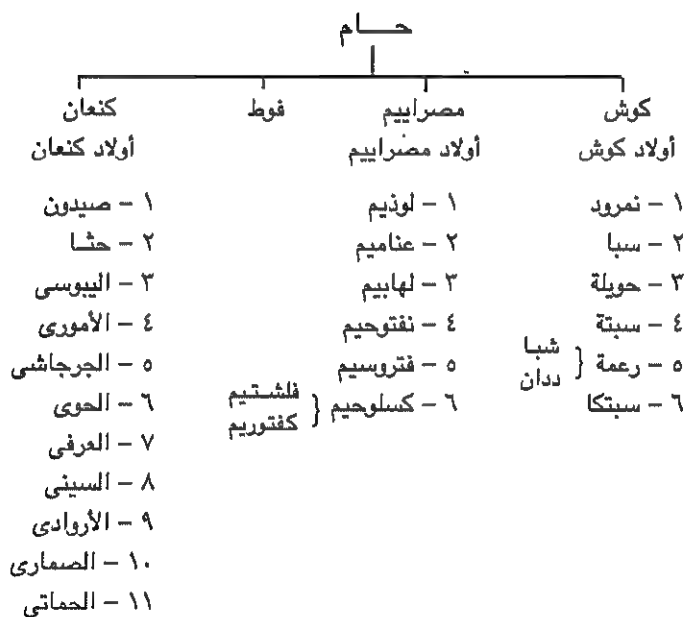 حـــام
كوش
مصراييم
فوط
كنعان
أولاد كوش
أولاد مصراييم
أولاد كنعان
١ – نمرود
٢ – سبا
٣ – حويلة
٤ – سبتة
٥ – رعمة { شبا
ددان
٦ – سبتكا
١ – لوذيم
٢ – عناميم
٣ – لهابيم
٤ – نفتوحيم
٥ – فتروسيم
٦ – كسلوحيم { فلشتيم
كفتوريم
١ – صيدون
٢ – حثا
٣ – اليبوسى
٤ – الأمورى
٥ – الجرجاشى
٦ – الحوى
٧ – العرفى
٨ – السينى
٩ – الأروادى
١٠ – الصمارى
١١ – الحماتى